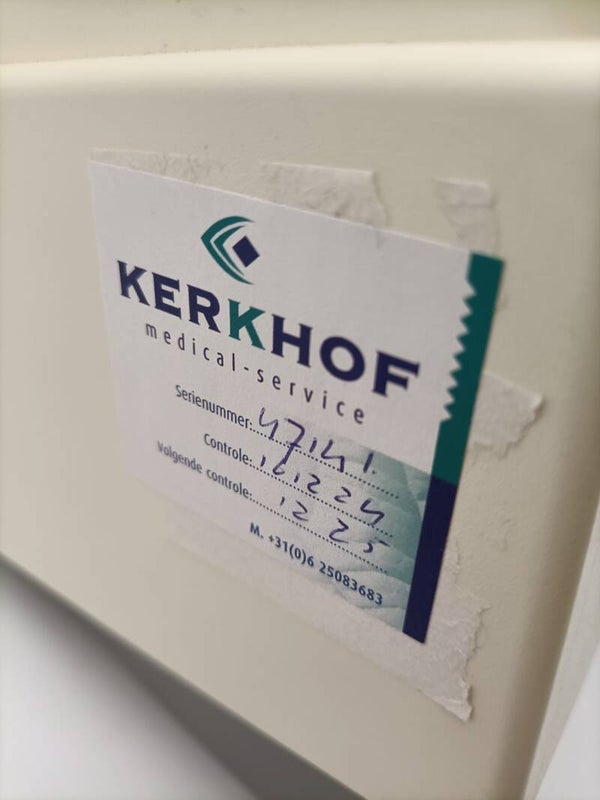 KERKHOF
medical-service
Serienummer: 47141
Controle: 16 12 24
Volgende controle: 12 25
M. +31(0)6 25083683